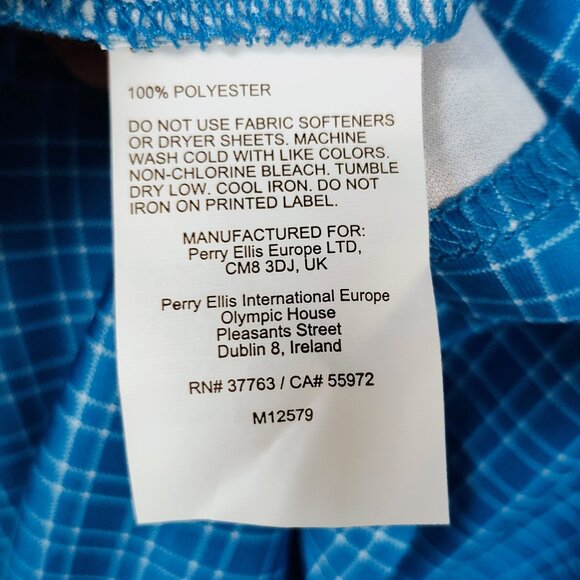 100% POLYESTER
DO NOT USE FABRIC SOFTENERS
OR DRYER SHEETS. MACHINE
WASH COLD WITH LIKE COLORS.
NON-CHLORINE BLEACH. TUMBLE
DRY LOW. COOL IRON. DO NOT
IRON ON PRINTED LABEL.
MANUFACTURED FOR:
Perry Ellis Europe LTD,
CM8 3DJ, UK
Perry Ellis International Europe
Olympic House
Pleasants Street
Dublin 8, Ireland
RN# 37763 / CA# 55972
M12579